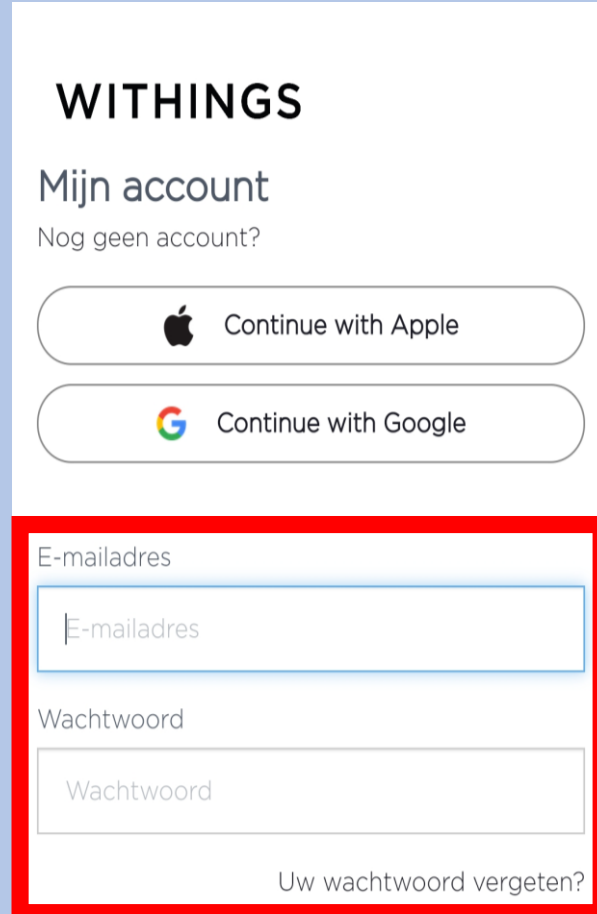 WITHINGS
Mijn account
Nog geen account?
Continue with Apple
Continue with Google
E-mailadres
E-mailadres
Wachtwoord
Wachtwoord
Uw wachtwoord vergeten?